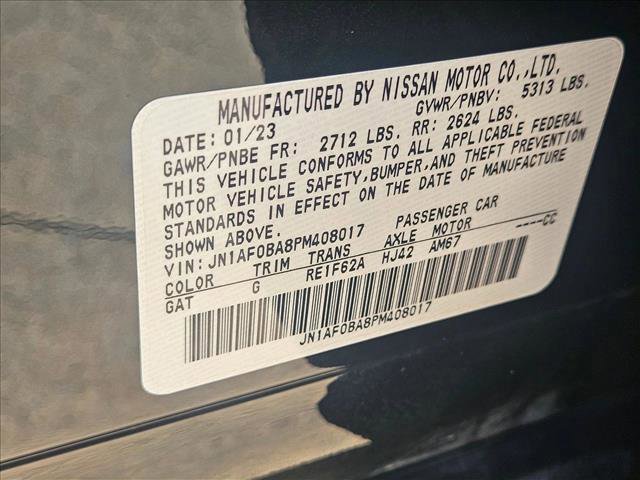 MANUFACTURED BY NISSAN MOTOR CO.,LTD.
DATE: 01/23 GVWR/PNBV: 5313 LBS.
GAWR/PNBE FR: 2712 LBS. RR: 2624 LBS.
THIS VEHICLE CONFORMS TO ALL APPLICABLE FEDERAL
MOTOR VEHICLE SAFETY,BUMPER,AND THEFT PREVENTION
STANDARDS IN EFFECT ON THE DATE OF MANUFACTURE
SHOWN ABOVE.
VIN: JN1AF0BA8PM408017 PASSENGER CAR
COLOR TRIM TRANS AXLE MOTOR ----CC
GAT G RE1F62A HJ42 AM67
JN1AF0BA8PM408017